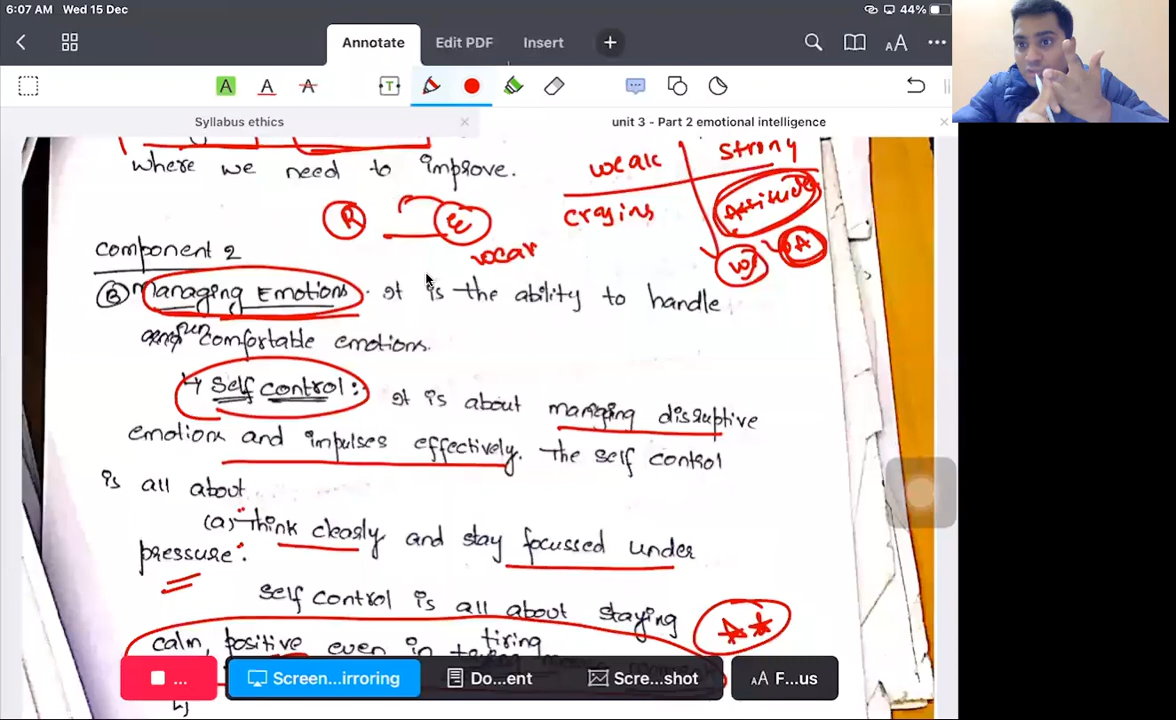 6:07 AM Wed 15 Dec
44%
Annotate
Edit PDF
Insert
AA
A A A T
Syllabus ethics
unit 3 - Part 2 emotional intelligence
where we need to improve.
weak
strong
Attitude
R
E
W
A
component 2
B Managing Emotions. It is the ability to handle
comfortable emotions.
↳ Self control:- It is about managing disruptive
emotions and impulses effectively. The self control
is all about
(a) "Think clearly and stay focussed under
pressure".
Self control is all about staying
calm, positive even in
tiring
...
Screen...irroring
Do...ent
Scre...shot
AA F...us